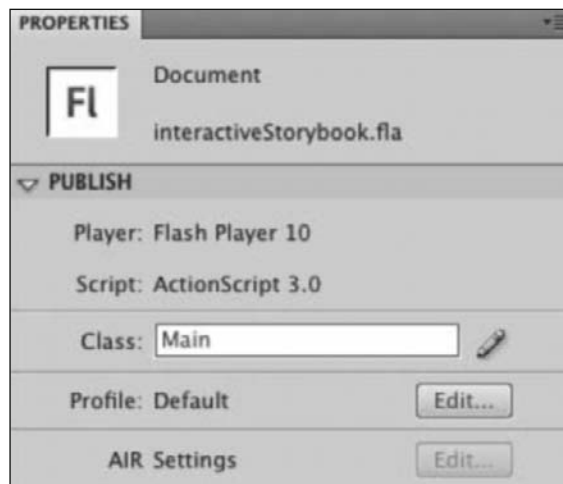 PROPERTIES
Fl
Document
interactiveStorybook.fla
PUBLISH
Player: Flash Player 10
Script: ActionScript 3.0
Class: Main
Profile: Default Edit...
AIR Settings Edit...